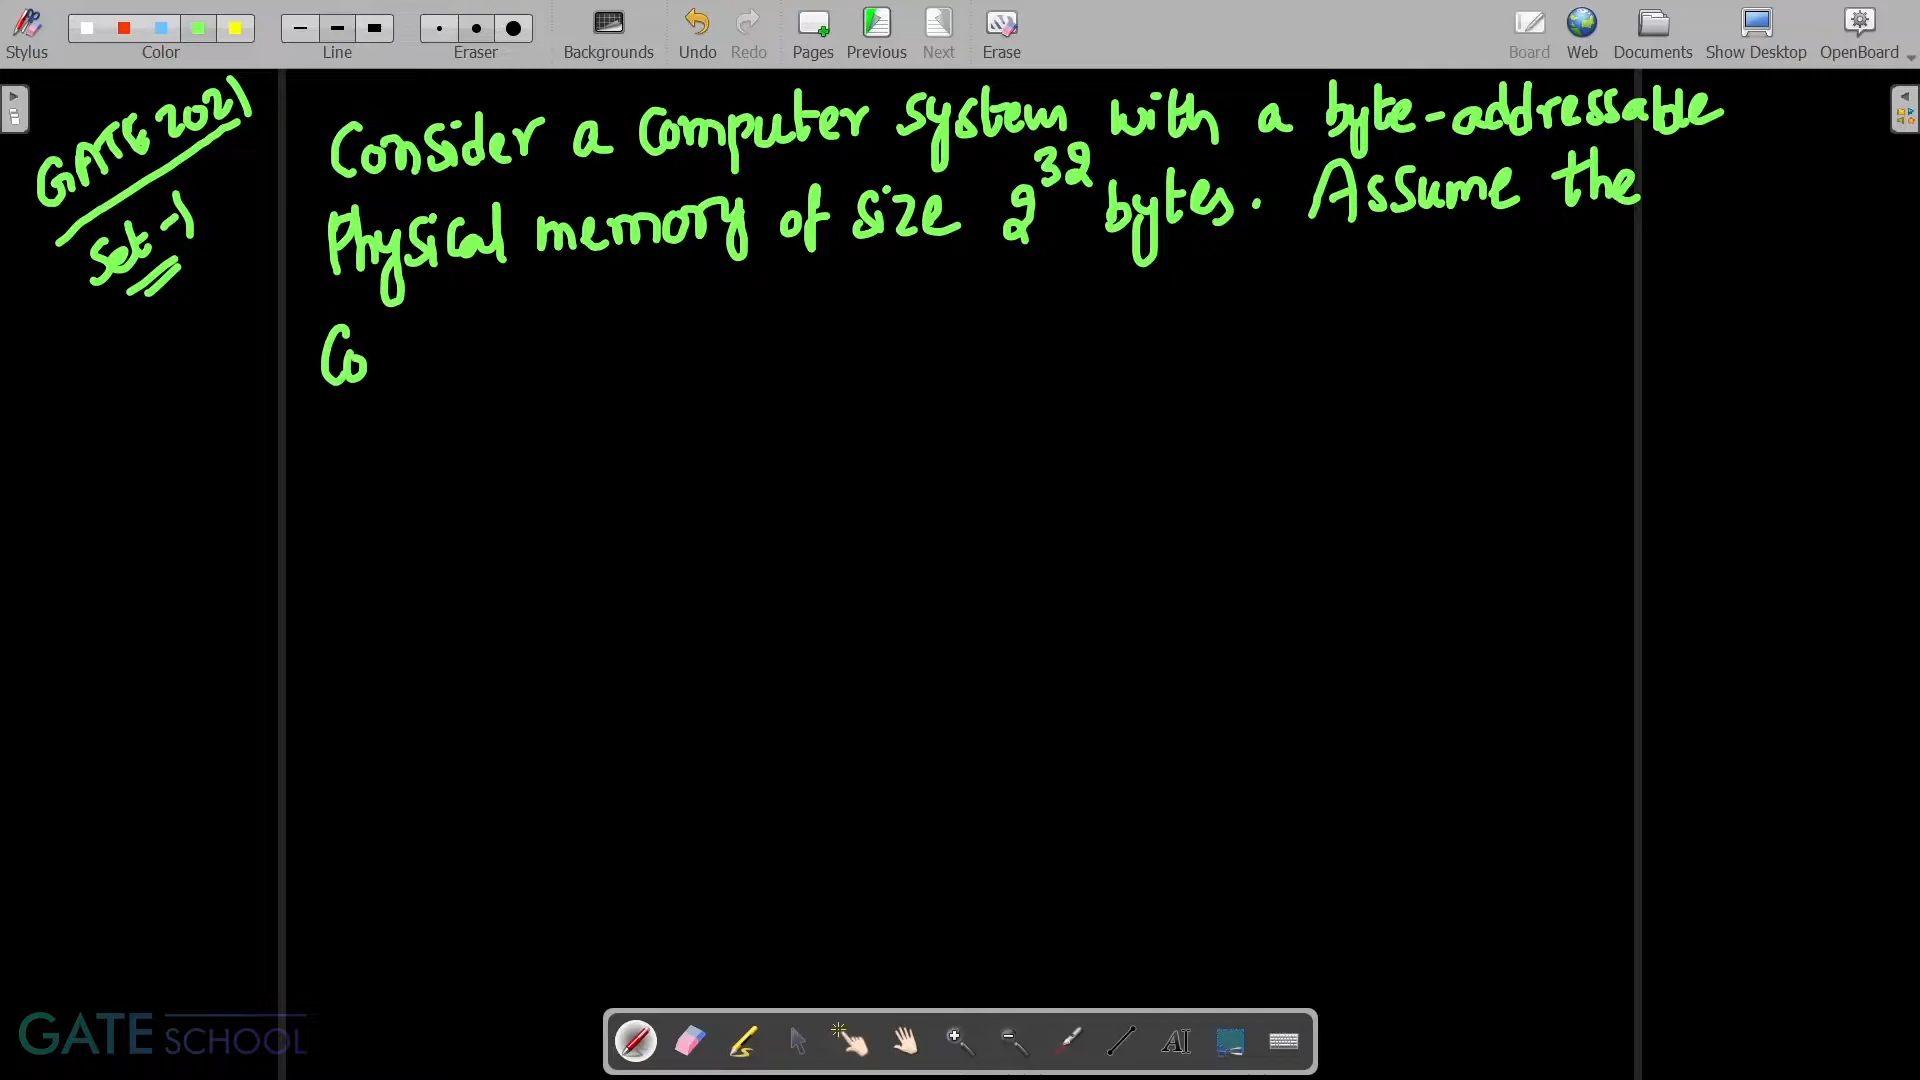 Stylus
Color
Line
Eraser
Backgrounds
Undo
Redo
Pages
Previous
Next
Erase
Board
Web
Documents
Show Desktop
OpenBoard
GATE 2021
Set-1
Consider a computer system with a byte-addressable
Physical memory of size 2^32 bytes. Assume the
Co
GATE SCHOOL
AI